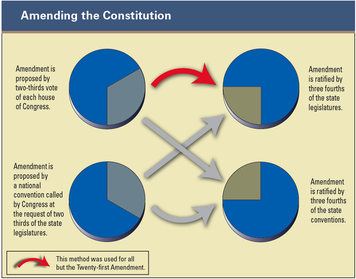 Amending the Constitution
Amendment is
proposed by
two-thirds vote
of each house
of Congress.
Amendment
is ratified by
three fourths
of the state
legislatures.
Amendment is
proposed by
a national
convention called
by Congress at
the request of two
thirds of the state
legislatures.
Amendment
is ratified by
three fourths
of the state
conventions.
This method was used for all
but the Twenty-first Amendment.